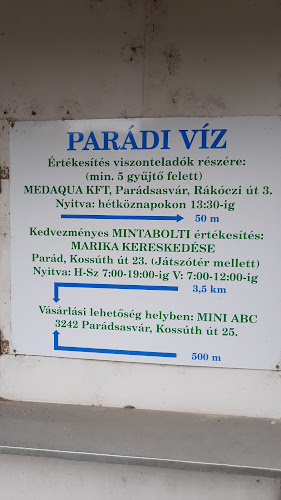 PARÁDI VÍZ
Értékesítés viszonteladók részére:
(min. 5 gyűjtő felett)
MEDAQUA KFT, Parádsasvár, Rákóczi út 3.
Nyitva: hétköznapokon 13:30-ig
50 m
Kedvezményes MINTABOLTI értékesítés:
MARIKA KERESKEDÉSE
Parád, Kossúth út 23. (Játszótér mellett)
Nyitva: H-Sz 7:00-19:00-ig V: 7:00-12:00-ig
3,5 km
Vásárlási lehetőség helyben: MINI ABC
3242 Parádsasvár, Kossúth út 25.
500 m